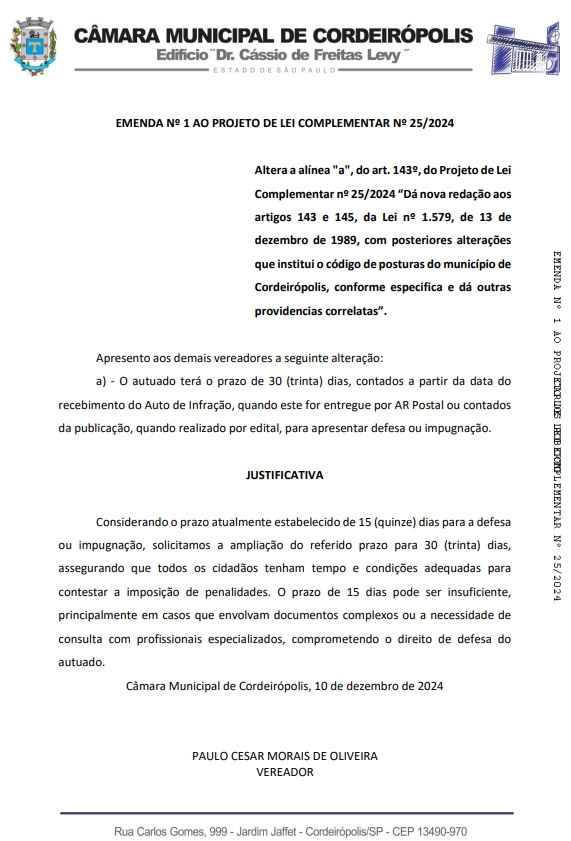 CÂMARA MUNICIPAL DE CORDEIRÓPOLIS
Edifício ¨Dr. Cássio de Freitas Levy ¨
ESTADO DE SÃO PAULO
EMENDA Nº 1 AO PROJETO DE LEI COMPLEMENTAR Nº 25/2024
Altera a alínea "a", do art. 143º, do Projeto de Lei
Complementar nº 25/2024 “Dá nova redação aos
artigos 143 e 145, da Lei nº 1.579, de 13 de
dezembro de 1989, com posteriores alterações
que institui o código de posturas do município de
Cordeirópolis, conforme especifica e dá outras
providencias correlatas”.
Apresento aos demais vereadores a seguinte alteração:
a) - O autuado terá o prazo de 30 (trinta) dias, contados a partir da data do
recebimento do Auto de Infração, quando este for entregue por AR Postal ou contados
da publicação, quando realizado por edital, para apresentar defesa ou impugnação.
JUSTIFICATIVA
Considerando o prazo atualmente estabelecido de 15 (quinze) dias para a defesa
ou impugnação, solicitamos a ampliação do referido prazo para 30 (trinta) dias,
assegurando que todos os cidadãos tenham tempo e condições adequadas para
contestar a imposição de penalidades. O prazo de 15 dias pode ser insuficiente,
principalmente em casos que envolvam documentos complexos ou a necessidade de
consulta com profissionais especializados, comprometendo o direito de defesa do
autuado.
Câmara Municipal de Cordeirópolis, 10 de dezembro de 2024
PAULO CESAR MORAIS DE OLIVEIRA
VEREADOR
Rua Carlos Gomes, 999 - Jardim Jaffet - Cordeirópolis/SP - CEP 13490-970
EMENDA Nº 1 AO Nº 25/2024